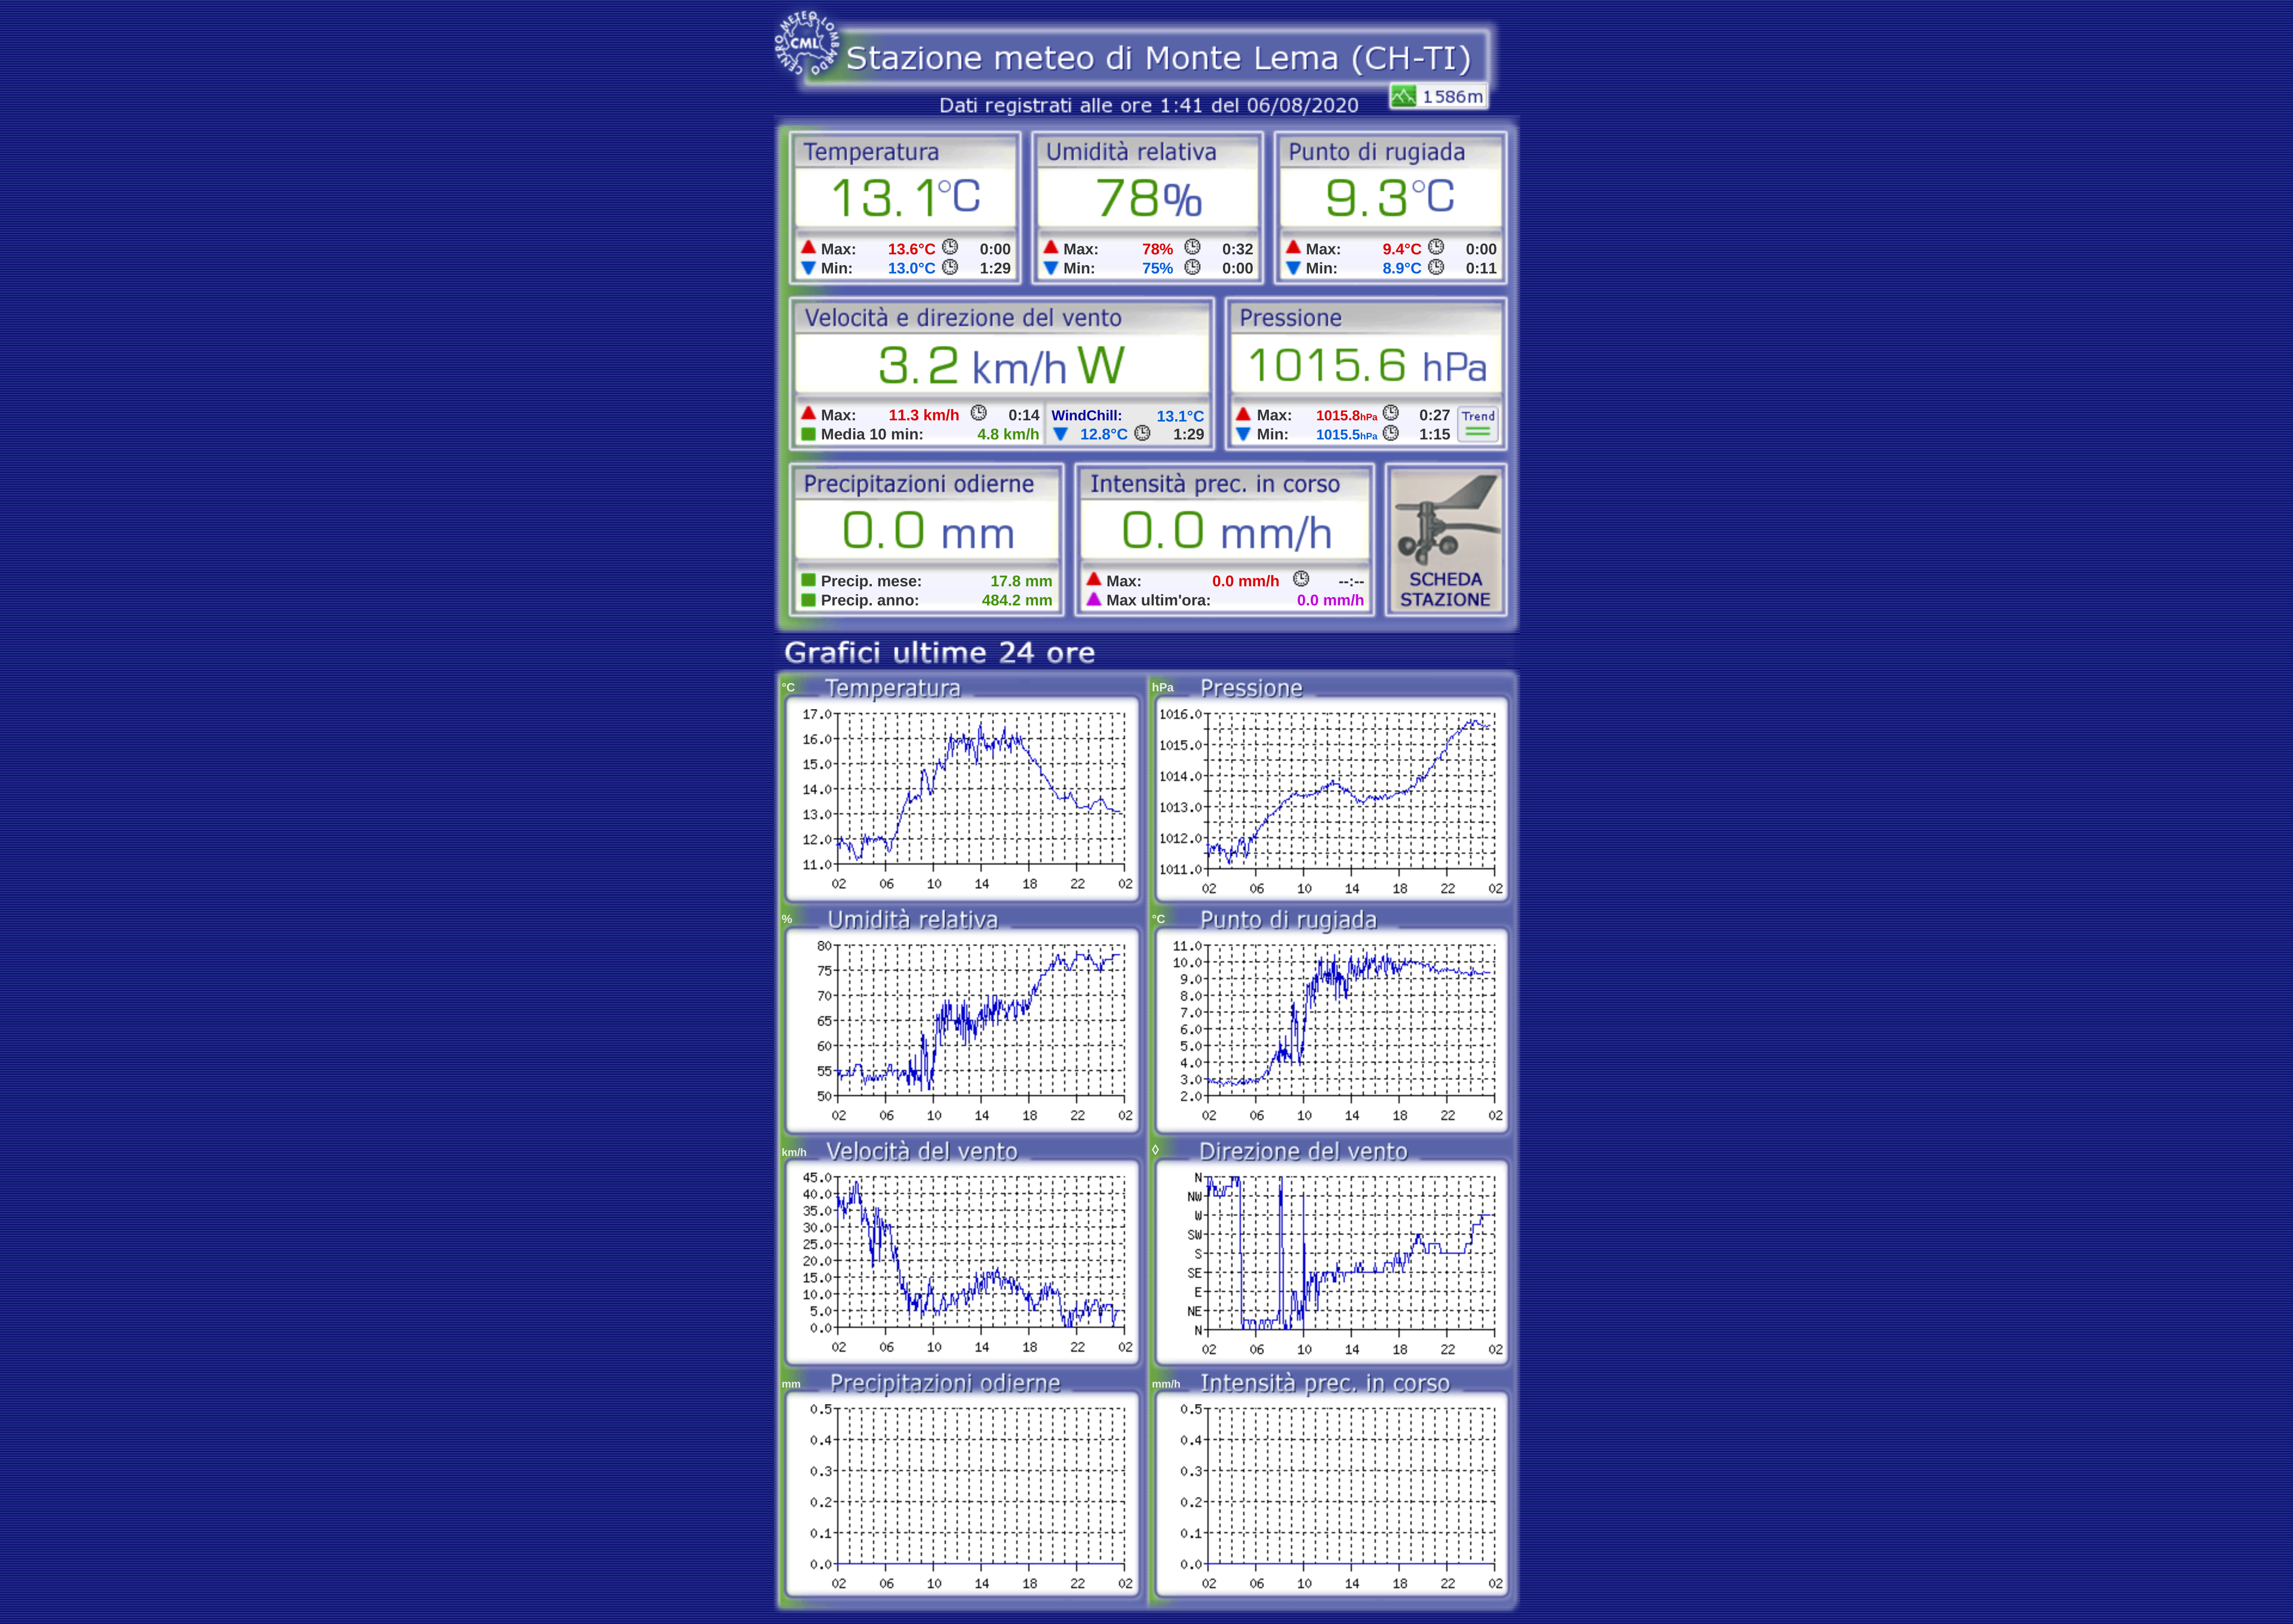 CENTRO METEO LOMBARDO
CML
Stazione meteo di Monte Lema (CH-TI)
1586m
Dati registrati alle ore 1:41 del 06/08/2020
Temperatura
13.1°C
Max: 13.6°C 0:00
Min: 13.0°C 1:29
Umidità relativa
78%
Max: 78% 0:32
Min: 75% 0:00
Punto di rugiada
9.3°C
Max: 9.4°C 0:00
Min: 8.9°C 0:11
Velocità e direzione del vento
3.2 km/h W
Max: 11.3 km/h 0:14
Media 10 min: 4.8 km/h
WindChill: 13.1°C
12.8°C 1:29
Pressione
1015.6 hPa
Max: 1015.8hPa 0:27
Min: 1015.5hPa 1:15
Trend
Precipitazioni odierne
0.0 mm
Precip. mese: 17.8 mm
Precip. anno: 484.2 mm
Intensità prec. in corso
0.0 mm/h
Max: 0.0 mm/h --:--
Max ultim'ora: 0.0 mm/h
SCHEDA
STAZIONE
Grafici ultime 24 ore
°C Temperatura
17.0
16.0
15.0
14.0
13.0
12.0
11.0
02 06 10 14 18 22 02
hPa Pressione
1016.0
1015.0
1014.0
1013.0
1012.0
1011.0
02 06 10 14 18 22 02
% Umidità relativa
80
75
70
65
60
55
50
02 06 10 14 18 22 02
°C Punto di rugiada
11.0
10.0
9.0
8.0
7.0
6.0
5.0
4.0
3.0
2.0
02 06 10 14 18 22 02
km/h Velocità del vento
45.0
40.0
35.0
30.0
25.0
20.0
15.0
10.0
5.0
0.0
02 06 10 14 18 22 02
◊ Direzione del vento
N
NW
W
SW
S
SE
E
NE
N
02 06 10 14 18 22 02
mm Precipitazioni odierne
0.5
0.4
0.3
0.2
0.1
0.0
02 06 10 14 18 22 02
mm/h Intensità prec. in corso
0.5
0.4
0.3
0.2
0.1
0.0
02 06 10 14 18 22 02